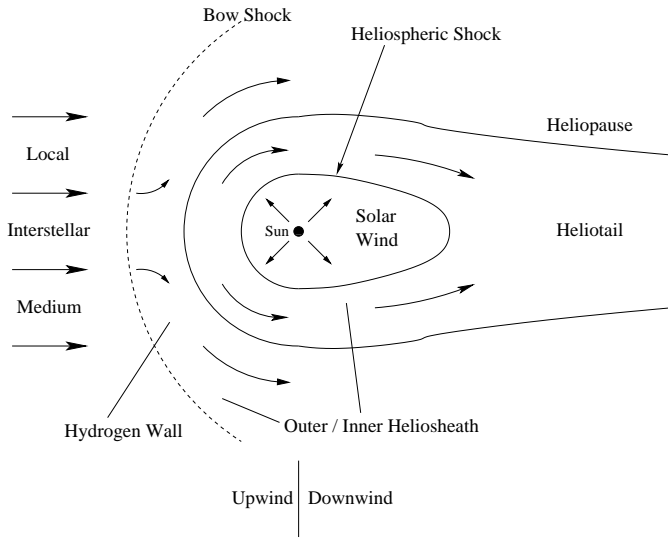 Bow Shock
Heliospheric Shock
Heliopause
Local
Interstellar
Medium
Sun
Solar
Wind
Heliotail
Hydrogen Wall
Outer / Inner Heliosheath
Upwind
Downwind